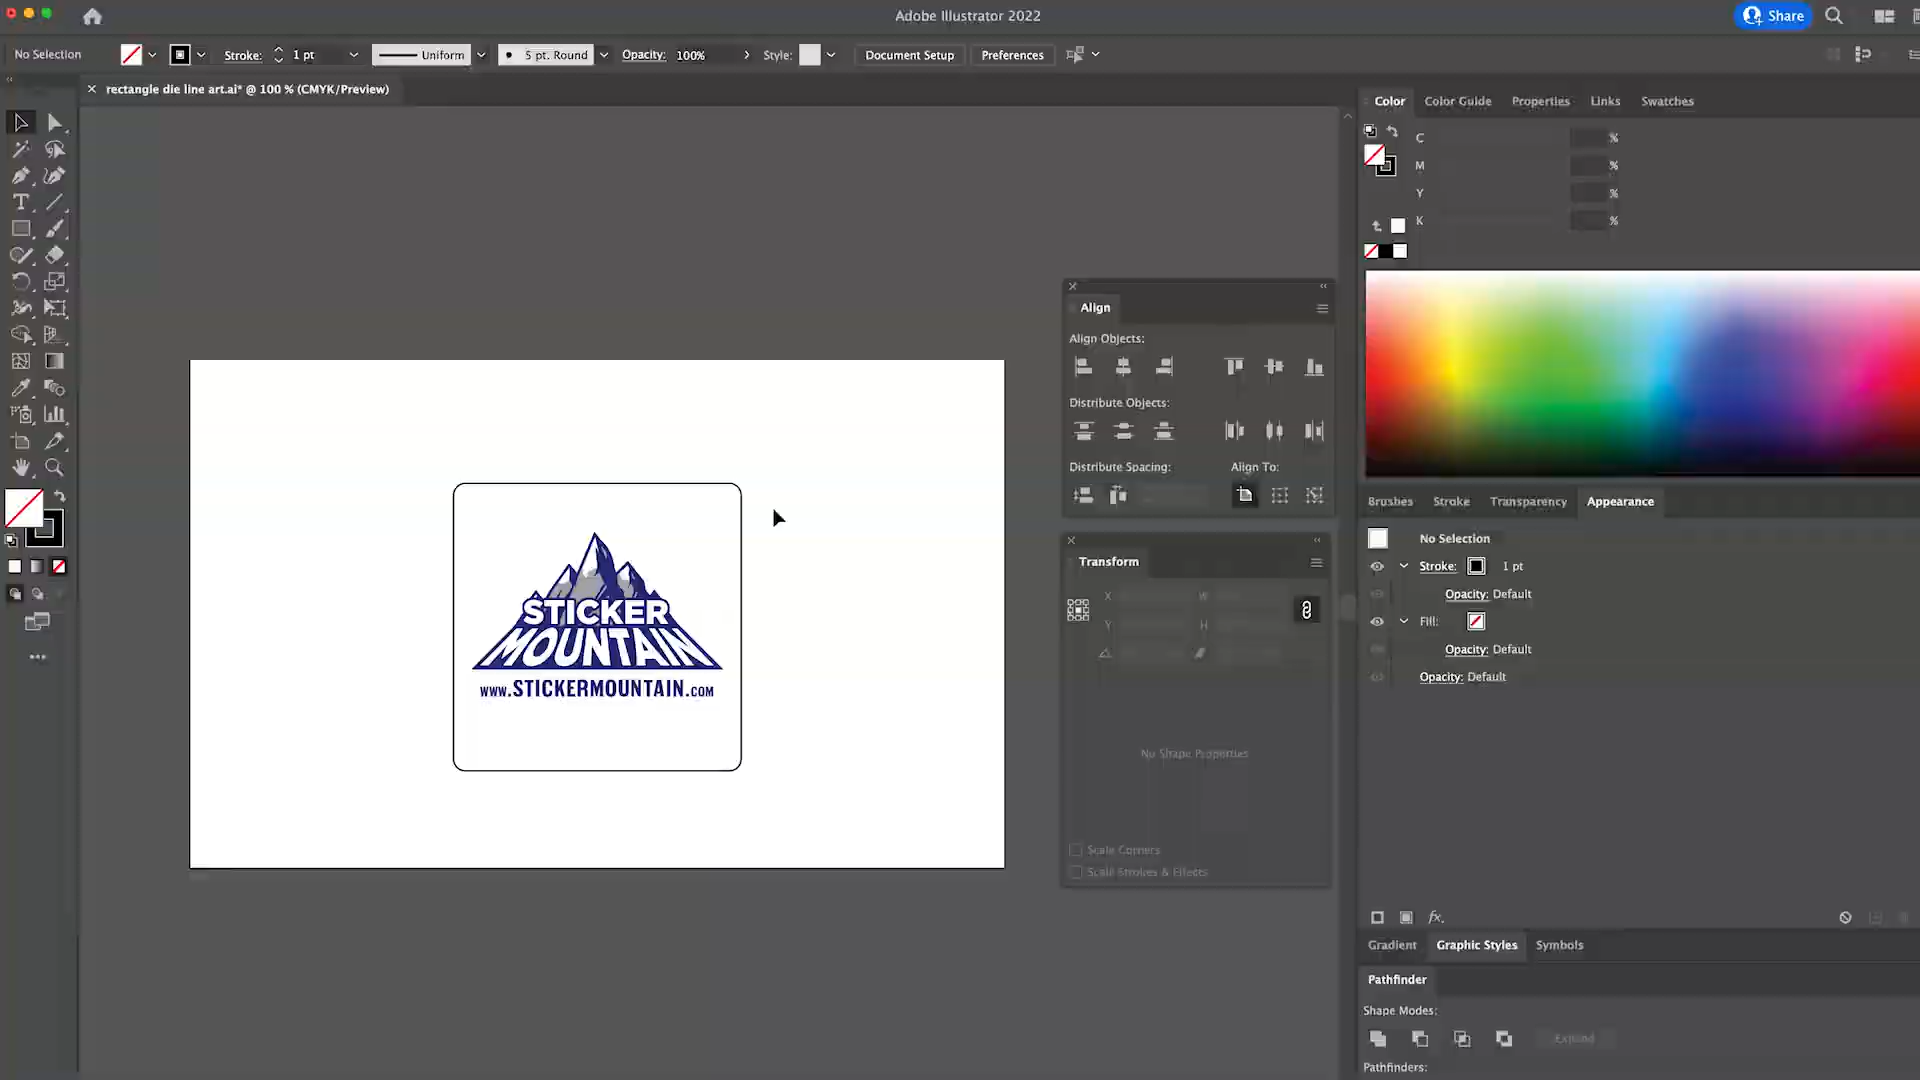 Adobe Illustrator 2022
Share
No Selection
Stroke: 1 pt
Uniform
5 pt. Round
Opacity: 100%
Style:
Document Setup
Preferences
rectangle die line art.ai* @ 100 % (CMYK/Preview)
Color Color Guide Properties Links Swatches
C %
M %
Y %
K %
Align
Align Objects:
Distribute Objects:
Distribute Spacing: Align To:
Transform
X W
Y H
No Shape Properties
Scale Corners
Scale Strokes & Effects
STICKER
MOUNTAIN
WWW.STICKERMOUNTAIN.COM
Brushes Stroke Transparency Appearance
No Selection
Stroke: 1 pt
Opacity: Default
Fill:
Opacity: Default
Opacity: Default
fx.
Gradient Graphic Styles Symbols
Pathfinder
Shape Modes:
Expand
Pathfinders: